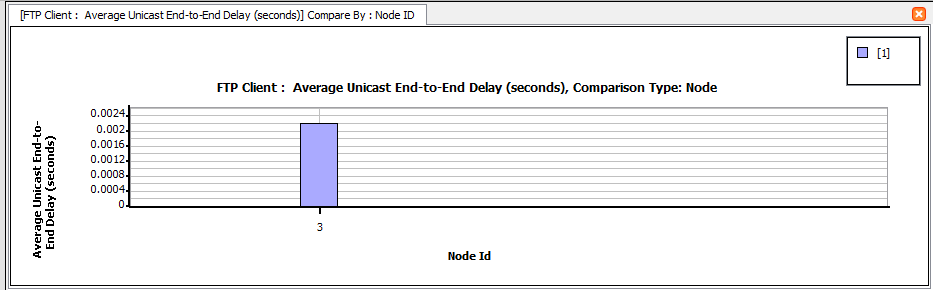 [FTP Client :  Average Unicast End-to-End Delay (seconds)] Compare By : Node ID
[1]
FTP Client :  Average Unicast End-to-End Delay (seconds), Comparison Type: Node
Average Unicast End-to-
End Delay (seconds)
0.0024
0.002
0.0016
0.0012
0.0008
0.0004
0
3
Node Id